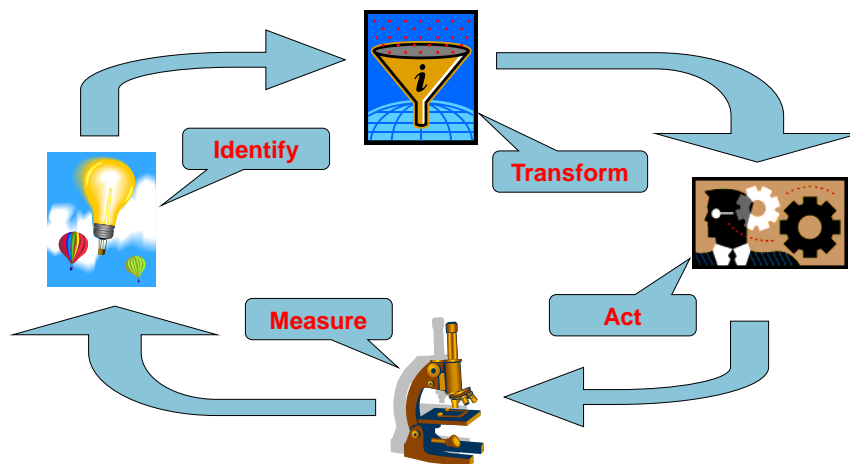 i
Identify
Transform
Measure
Act